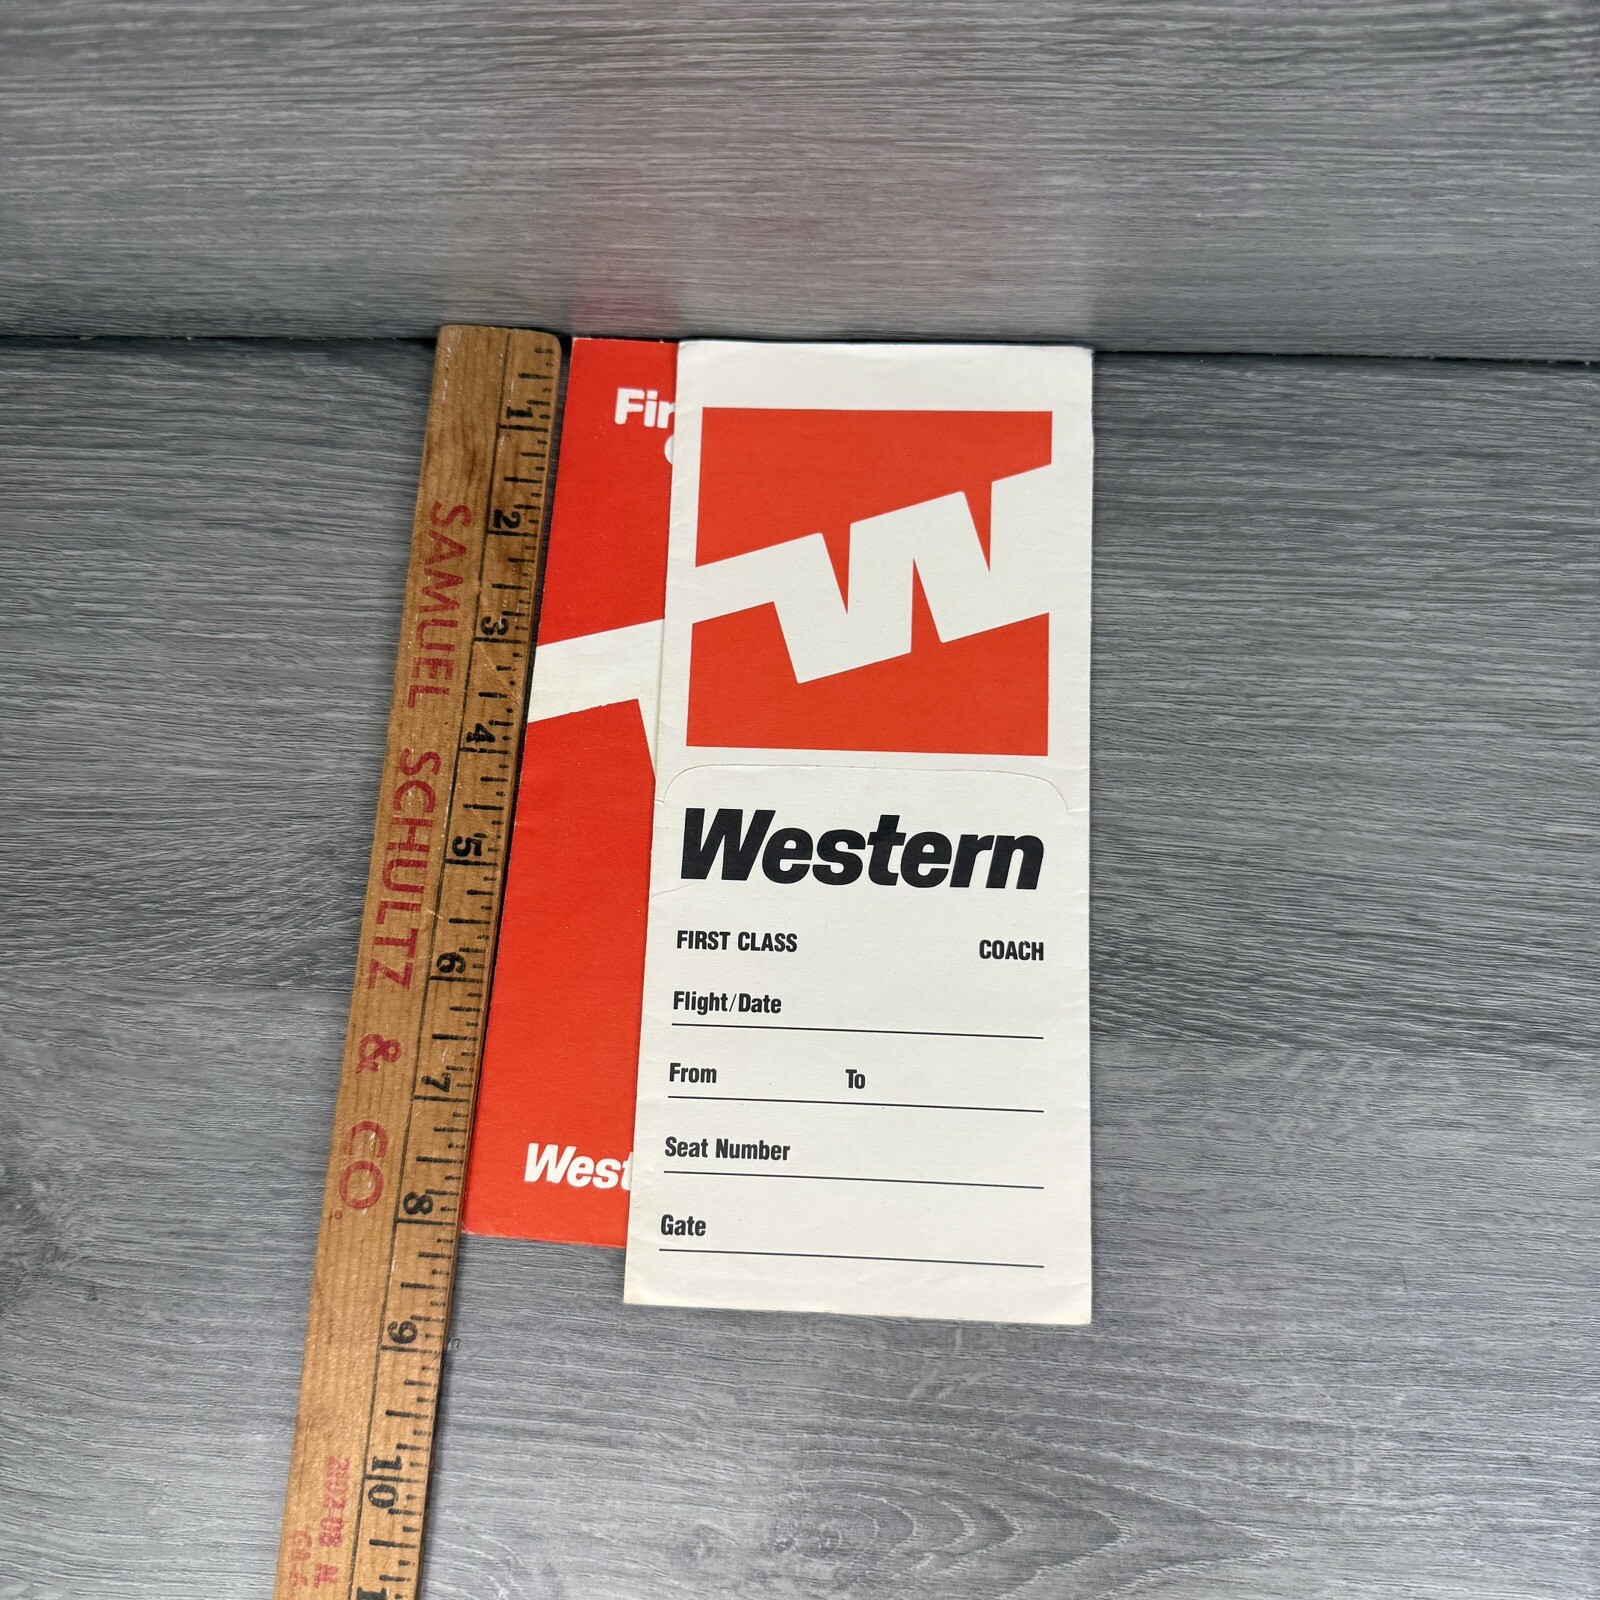 1
2
3
4
5
6
7
8
9
10
SAMUEL SCHULTZ & CO.
Fir
West
Western
FIRST CLASS COACH
Flight/Date
From To
Seat Number
Gate